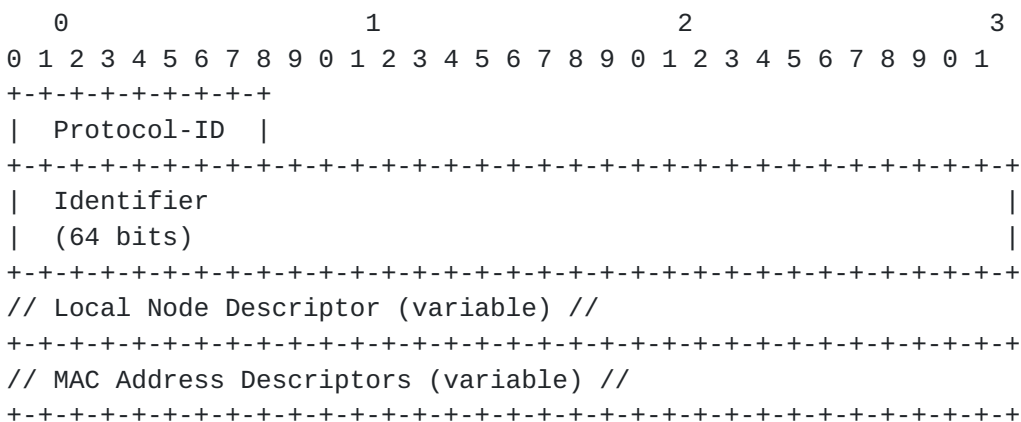 0                   1                   2                   3
0 1 2 3 4 5 6 7 8 9 0 1 2 3 4 5 6 7 8 9 0 1 2 3 4 5 6 7 8 9 0 1
+-+-+-+-+-+-+-+-+
|  Protocol-ID  |
+-+-+-+-+-+-+-+-+-+-+-+-+-+-+-+-+-+-+-+-+-+-+-+-+-+-+-+-+-+-+-+-+
|  Identifier                                                   |
|  (64 bits)                                                    |
+-+-+-+-+-+-+-+-+-+-+-+-+-+-+-+-+-+-+-+-+-+-+-+-+-+-+-+-+-+-+-+-+
// Local Node Descriptor (variable) //
+-+-+-+-+-+-+-+-+-+-+-+-+-+-+-+-+-+-+-+-+-+-+-+-+-+-+-+-+-+-+-+-+
// MAC Address Descriptors (variable) //
+-+-+-+-+-+-+-+-+-+-+-+-+-+-+-+-+-+-+-+-+-+-+-+-+-+-+-+-+-+-+-+-+